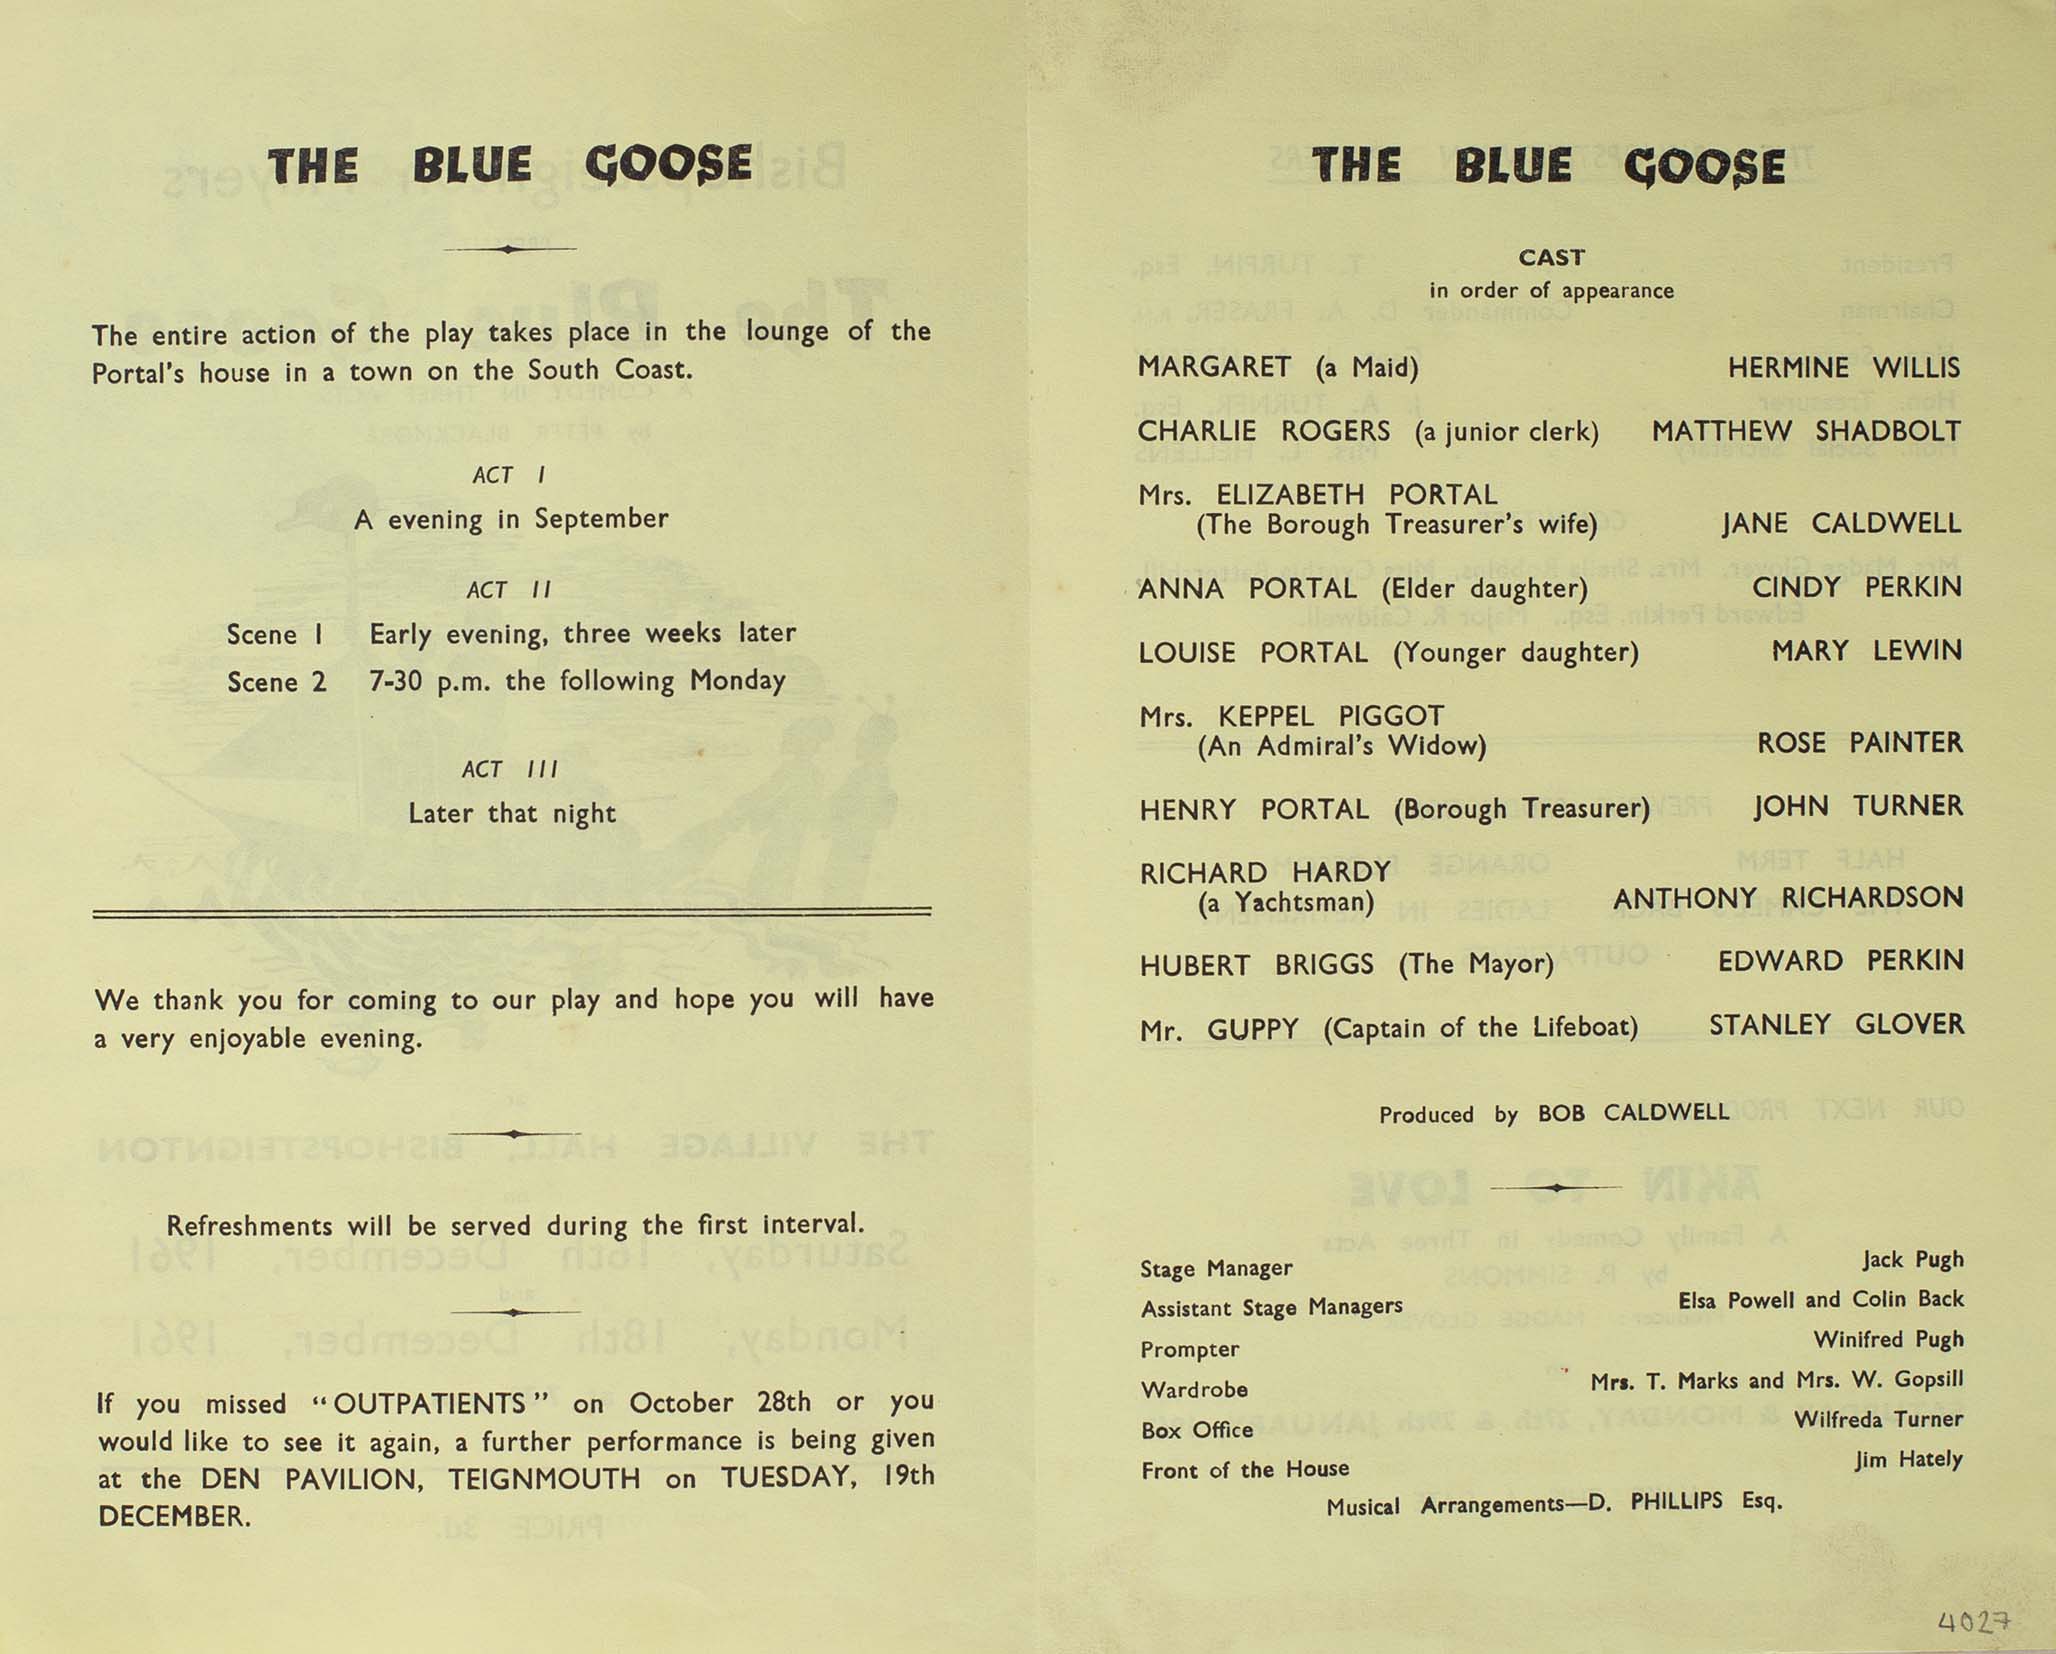 THE BLUE GOOSE
The entire action of the play takes place in the lounge of the
Portal's house in a town on the South Coast.
ACT I
A evening in September
ACT II
Scene 1 Early evening, three weeks later
Scene 2 7-30 p.m. the following Monday
ACT III
Later that night
We thank you for coming to our play and hope you will have
a very enjoyable evening.
Refreshments will be served during the first interval.
If you missed “OUTPATIENTS” on October 28th or you
would like to see it again, a further performance is being given
at the DEN PAVILION, TEIGNMOUTH on TUESDAY, 19th
DECEMBER.
THE BLUE GOOSE
CAST
in order of appearance
MARGARET (a Maid) HERMINE WILLIS
CHARLIE ROGERS (a junior clerk) MATTHEW SHADBOLT
Mrs. ELIZABETH PORTAL
(The Borough Treasurer's wife) JANE CALDWELL
ANNA PORTAL (Elder daughter) CINDY PERKIN
LOUISE PORTAL (Younger daughter) MARY LEWIN
Mrs. KEPPEL PIGGOT
(An Admiral's Widow) ROSE PAINTER
HENRY PORTAL (Borough Treasurer) JOHN TURNER
RICHARD HARDY
(a Yachtsman) ANTHONY RICHARDSON
HUBERT BRIGGS (The Mayor) EDWARD PERKIN
Mr. GUPPY (Captain of the Lifeboat) STANLEY GLOVER
Produced by BOB CALDWELL
Stage Manager Jack Pugh
Assistant Stage Managers Elsa Powell and Colin Back
Prompter Winifred Pugh
Wardrobe Mrs. T. Marks and Mrs. W. Gopsill
Box Office Wilfreda Turner
Front of the House Jim Hately
Musical Arrangements—D. PHILLIPS Esq.
4027